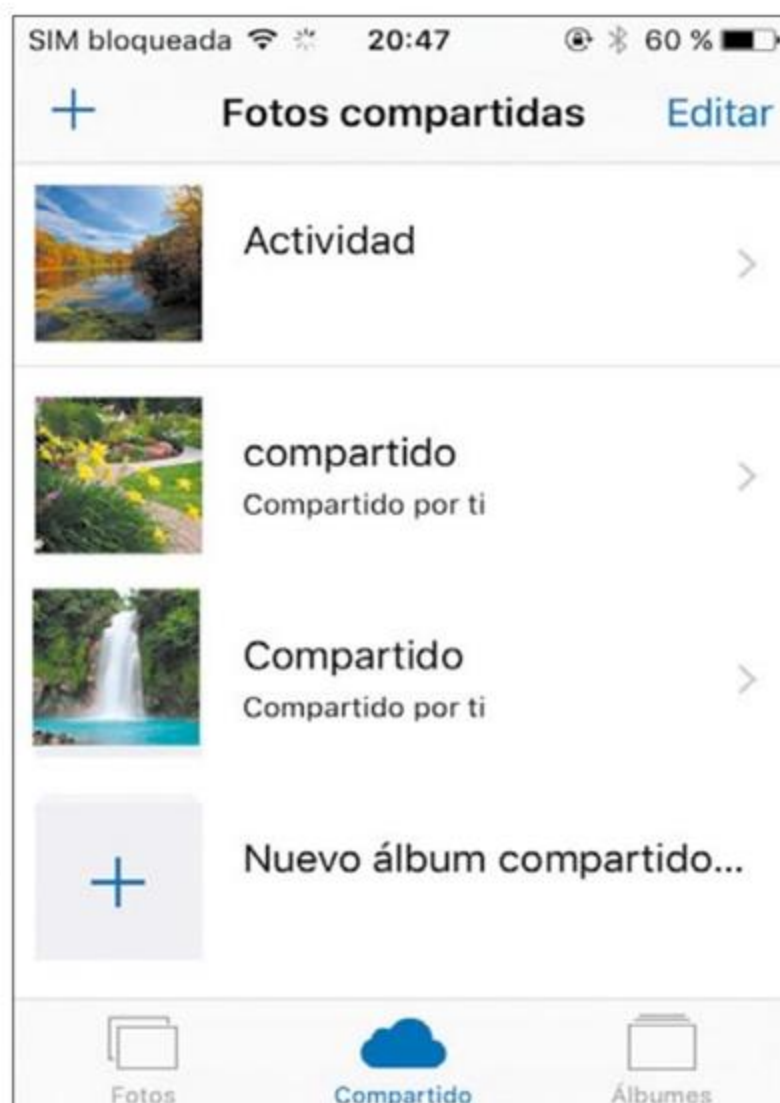 SIM bloqueada 20:47 60 %
+ Fotos compartidas Editar
Actividad
compartido
Compartido por ti
Compartido
Compartido por ti
+ Nuevo álbum compartido...
Fotos Compartido Álbumes